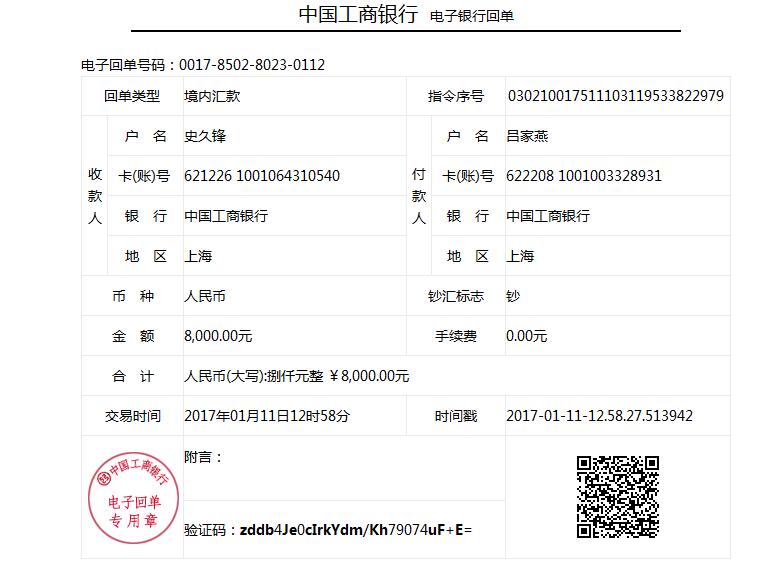 中国工商银行 电子银行回单
电子回单号码：0017-8502-8023-0112
回单类型 境内汇款 指令序号 030210017511103119533822979
收款人 付款人
户 名 史久锋 户 名 吕家燕
卡(账)号 621226 1001064310540 卡(账)号 622208 1001003328931
银 行 中国工商银行 银 行 中国工商银行
地 区 上海 地 区 上海
币 种 人民币 钞汇标志 钞
金 额 8,000.00元 手续费 0.00元
合 计 人民币(大写):捌仟元整 ￥8,000.00元
交易时间 2017年01月11日12时58分 时间戳 2017-01-11-12.58.27.513942
中国工商银行
电子回单
专用章
附言：
验证码：zddb4Je0cIrkYdm/Kh79074uF+E=